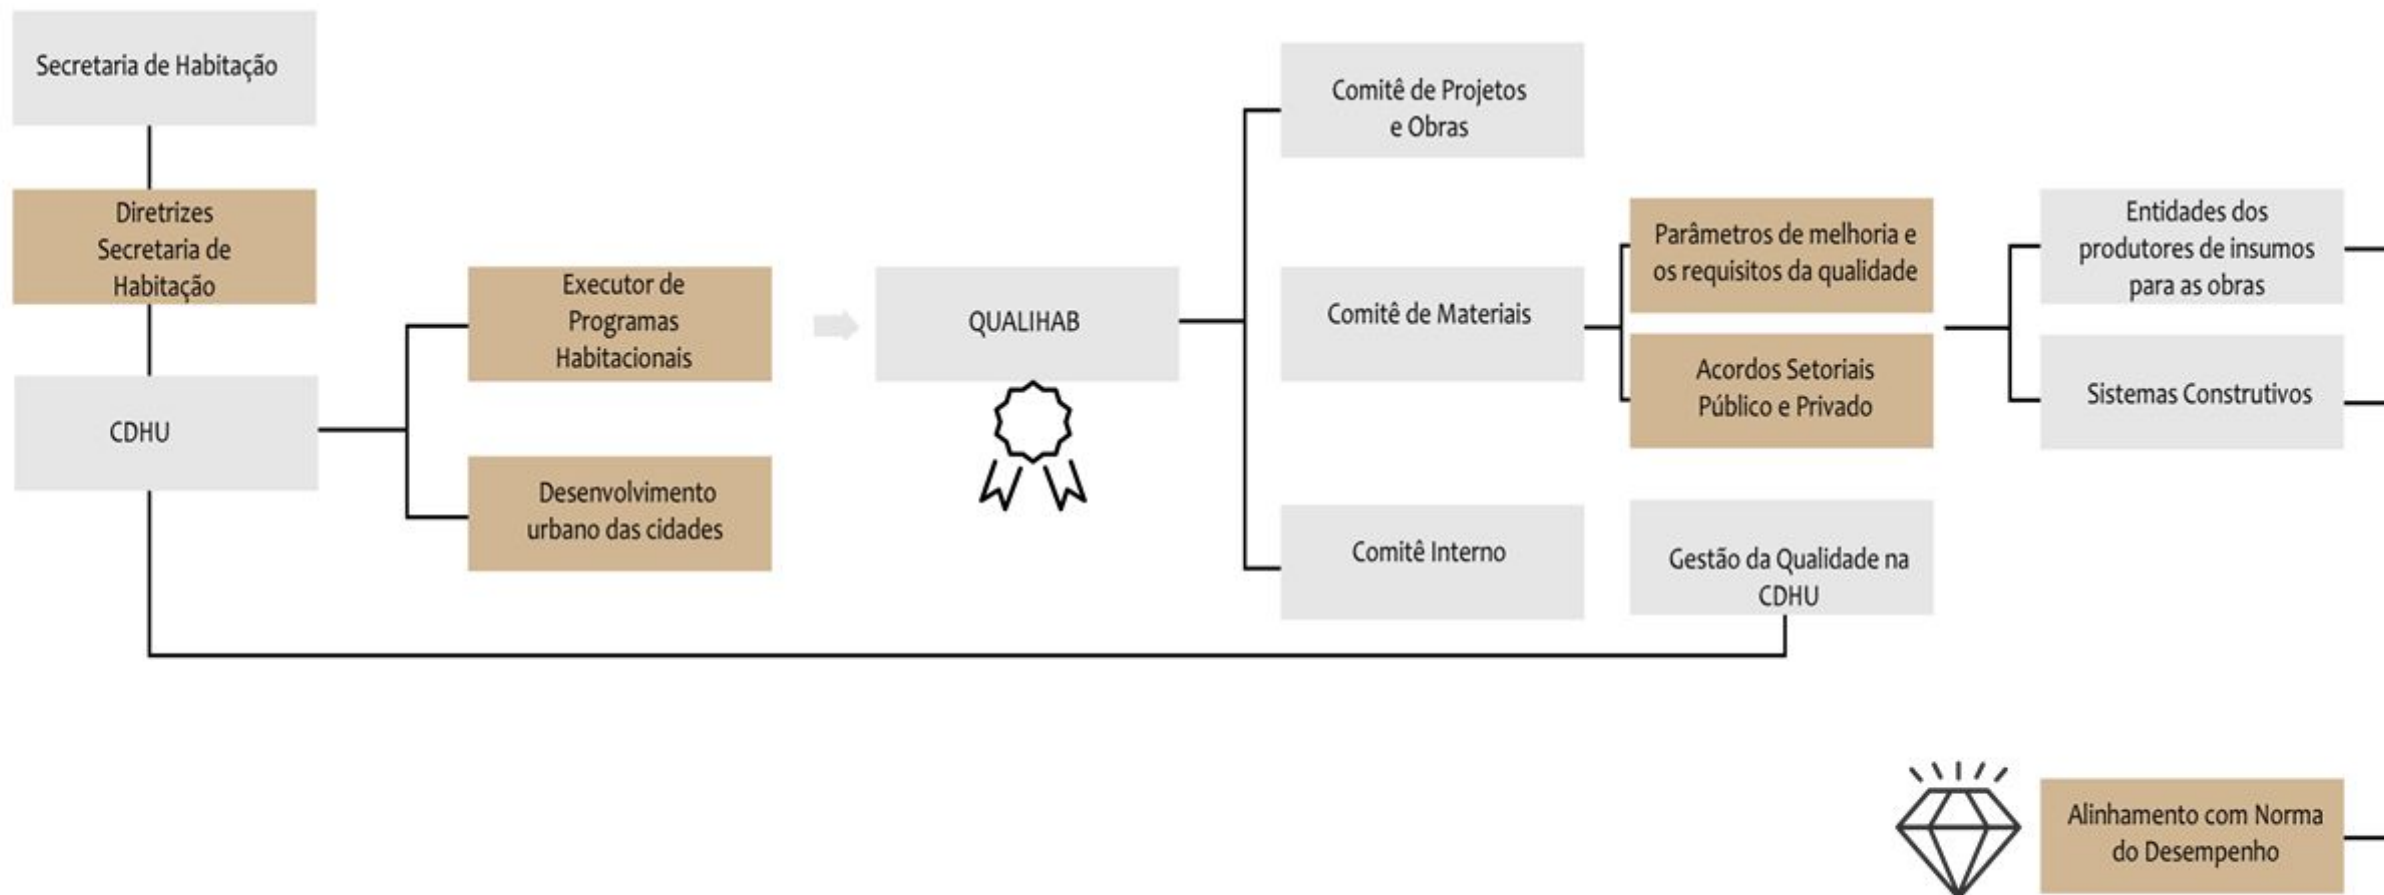 Secretaria de Habitação
Diretrizes
Secretaria de
Habitação
CDHU
Executor de
Programas
Habitacionais
Desenvolvimento
urbano das cidades
QUALIHAB
Comitê de Projetos
e Obras
Comitê de Materiais
Comitê Interno
Parâmetros de melhoria e
os requisitos da qualidade
Acordos Setoriais
Público e Privado
Gestão da Qualidade na
CDHU
Entidades dos
produtores de insumos
para as obras
Sistemas Construtivos
Alinhamento com Norma
do Desempenho